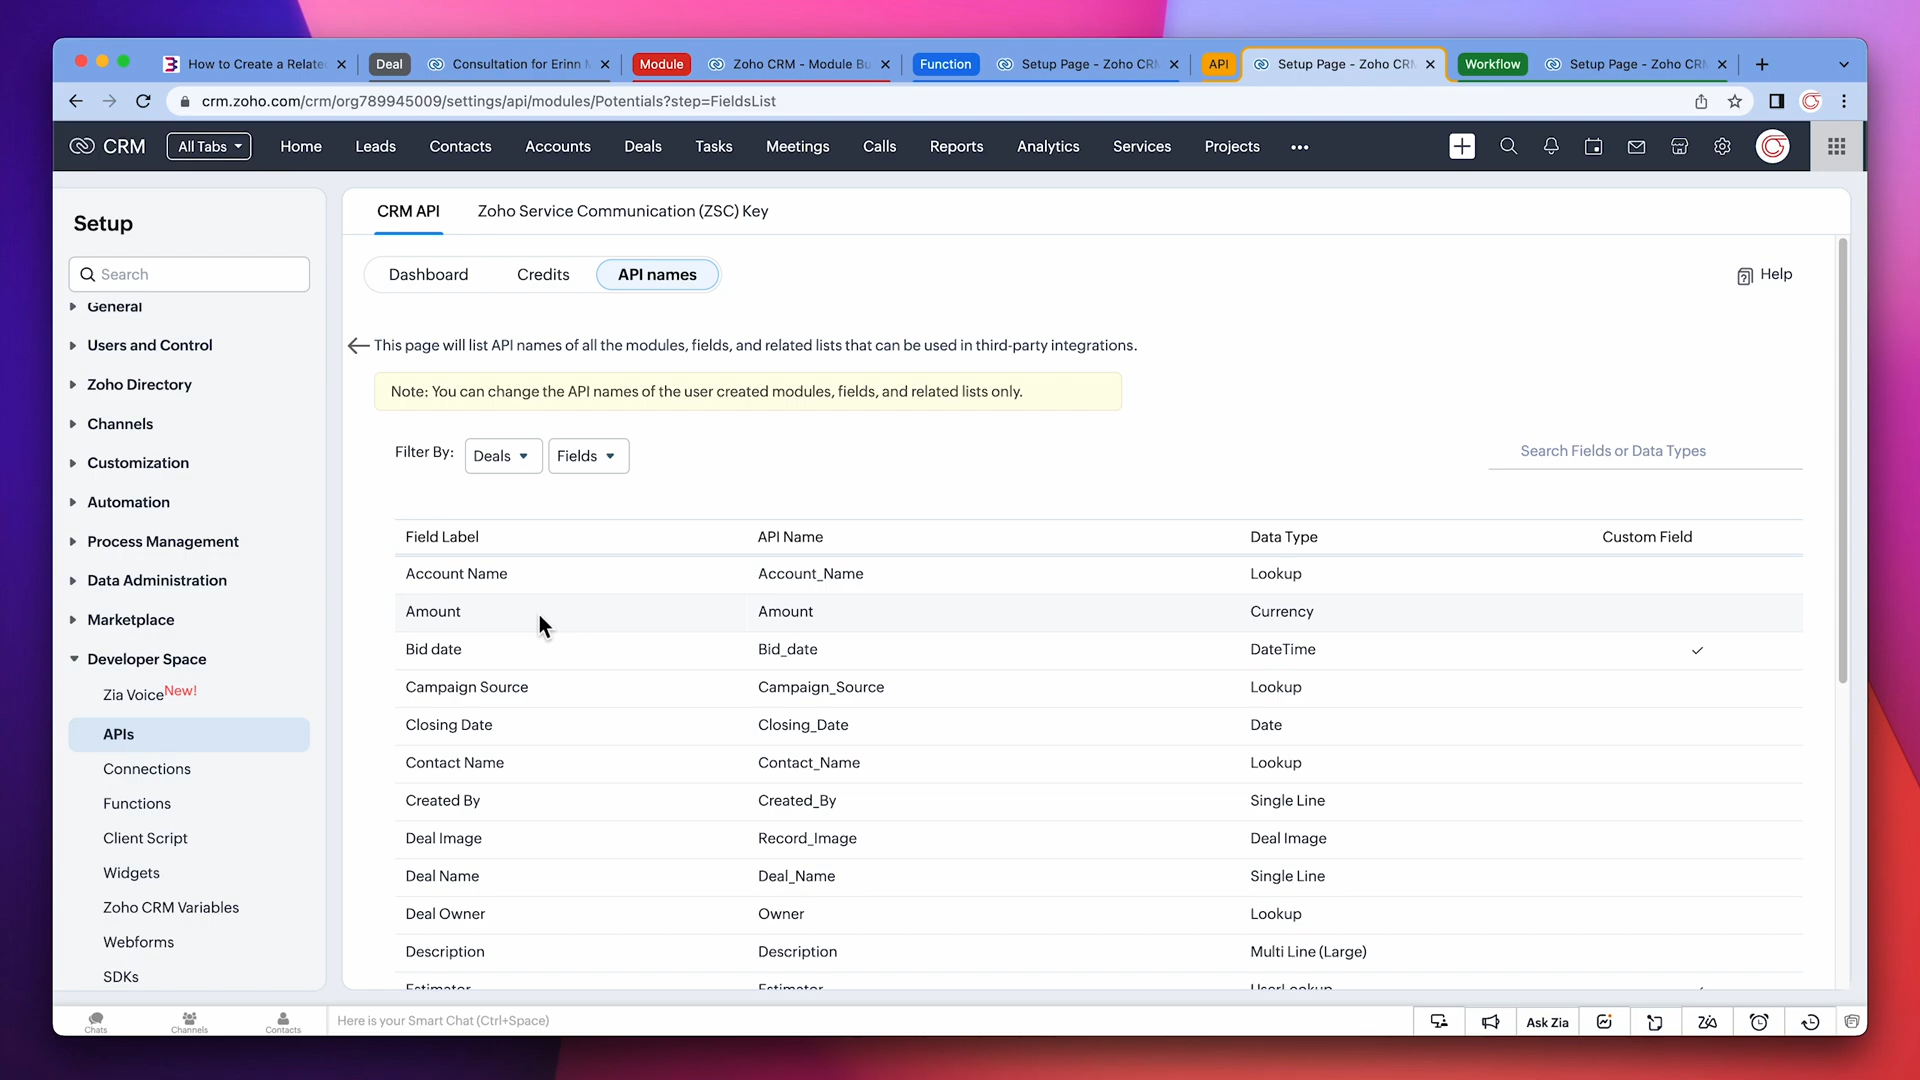 How to Create a Relate
Deal
Consultation for Erinn M
Module
Zoho CRM - Module Bu
Function
Setup Page - Zoho CRM
API
Setup Page - Zoho CRM
Workflow
Setup Page - Zoho CRM
crm.zoho.com/crm/org789945009/settings/api/modules/Potentials?step=FieldsList
CRM
All Tabs
Home
Leads
Contacts
Accounts
Deals
Tasks
Meetings
Calls
Reports
Analytics
Services
Projects
Setup
Search
General
Users and Control
Zoho Directory
Channels
Customization
Automation
Process Management
Data Administration
Marketplace
Developer Space
Zia Voice New!
APIs
Connections
Functions
Client Script
Widgets
Zoho CRM Variables
Webforms
SDKs
CRM API
Zoho Service Communication (ZSC) Key
Dashboard
Credits
API names
Help
This page will list API names of all the modules, fields, and related lists that can be used in third-party integrations.
Note: You can change the API names of the user created modules, fields, and related lists only.
Filter By:
Deals
Fields
Search Fields or Data Types
Field Label API Name Data Type Custom Field
Account Name Account_Name Lookup
Amount Amount Currency
Bid date Bid_date DateTime
Campaign Source Campaign_Source Lookup
Closing Date Closing_Date Date
Contact Name Contact_Name Lookup
Created By Created_By Single Line
Deal Image Record_Image Deal Image
Deal Name Deal_Name Single Line
Deal Owner Owner Lookup
Description Description Multi Line (Large)
Estimator Estimator UserLookup
Chats
Channels
Contacts
Here is your Smart Chat (Ctrl+Space)
Ask Zia